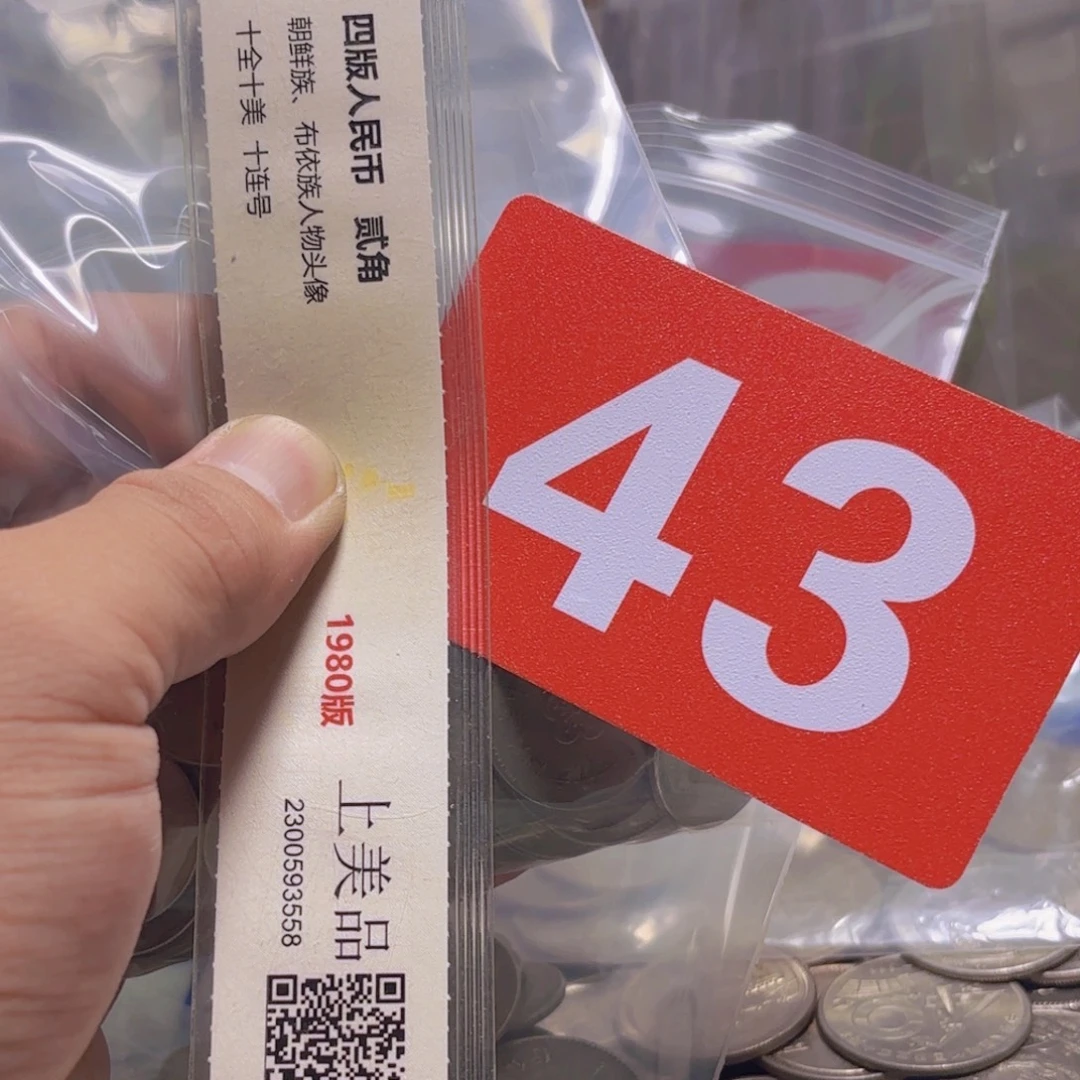 四版人民币 贰角
朝鲜族、布依族人物头像
十全十美 十连号
1980版
上美品
2300593558
43